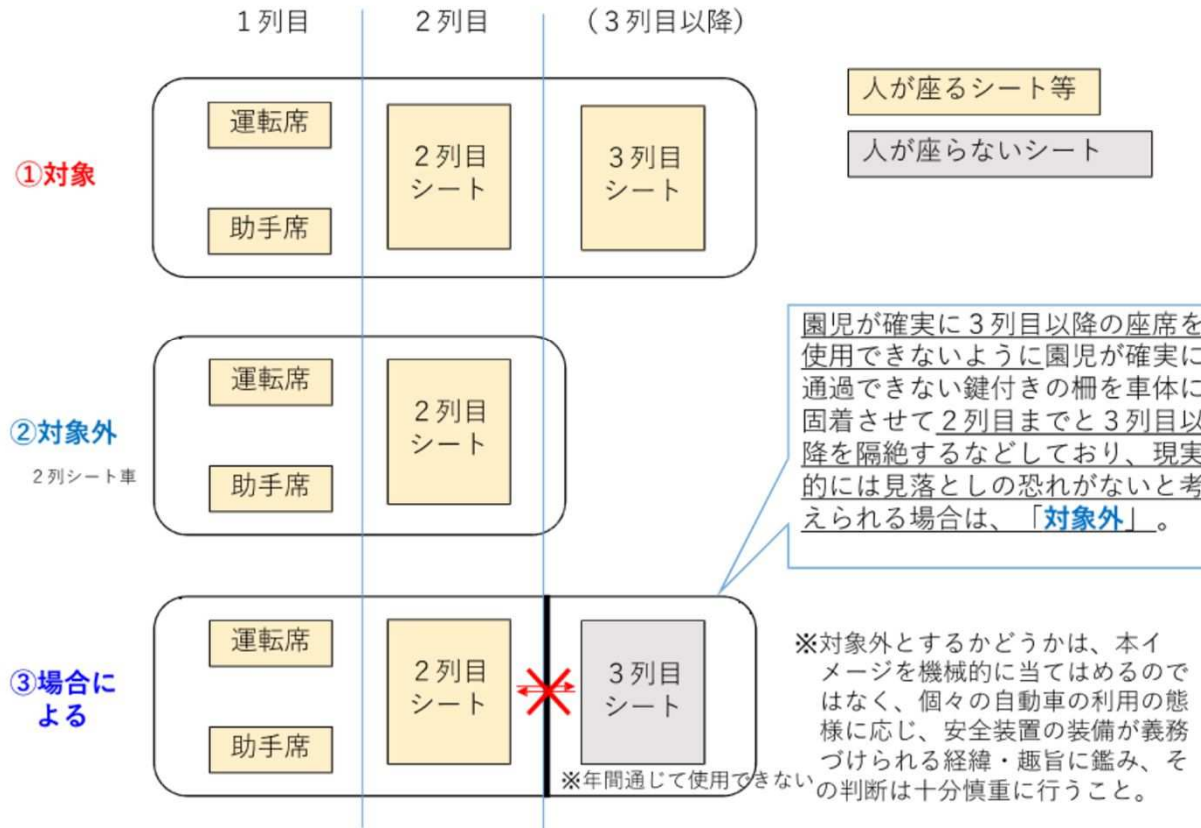 １列目
２列目
（３列目以降）
人が座るシート等
人が座らないシート
①対象
運転席
助手席
２列目
シート
３列目
シート
②対象外
２列シート車
運転席
助手席
２列目
シート
園児が確実に３列目以降の座席を
使用できないように園児が確実に
通過できない鍵付きの柵を車体に
固着させて２列目までと３列目以
降を隔絶するなどしており、現実
的には見落としの恐れがないと考
えられる場合は、「対象外」。
③場合に
よる
運転席
助手席
２列目
シート
３列目
シート
※年間通じて使用できない
※対象外とするかどうかは、本イ
メージを機械的に当てはめるので
はなく、個々の自動車の利用の態
様に応じ、安全装置の装備が義務
づけられる経緯・趣旨に鑑み、そ
の判断は十分慎重に行うこと。